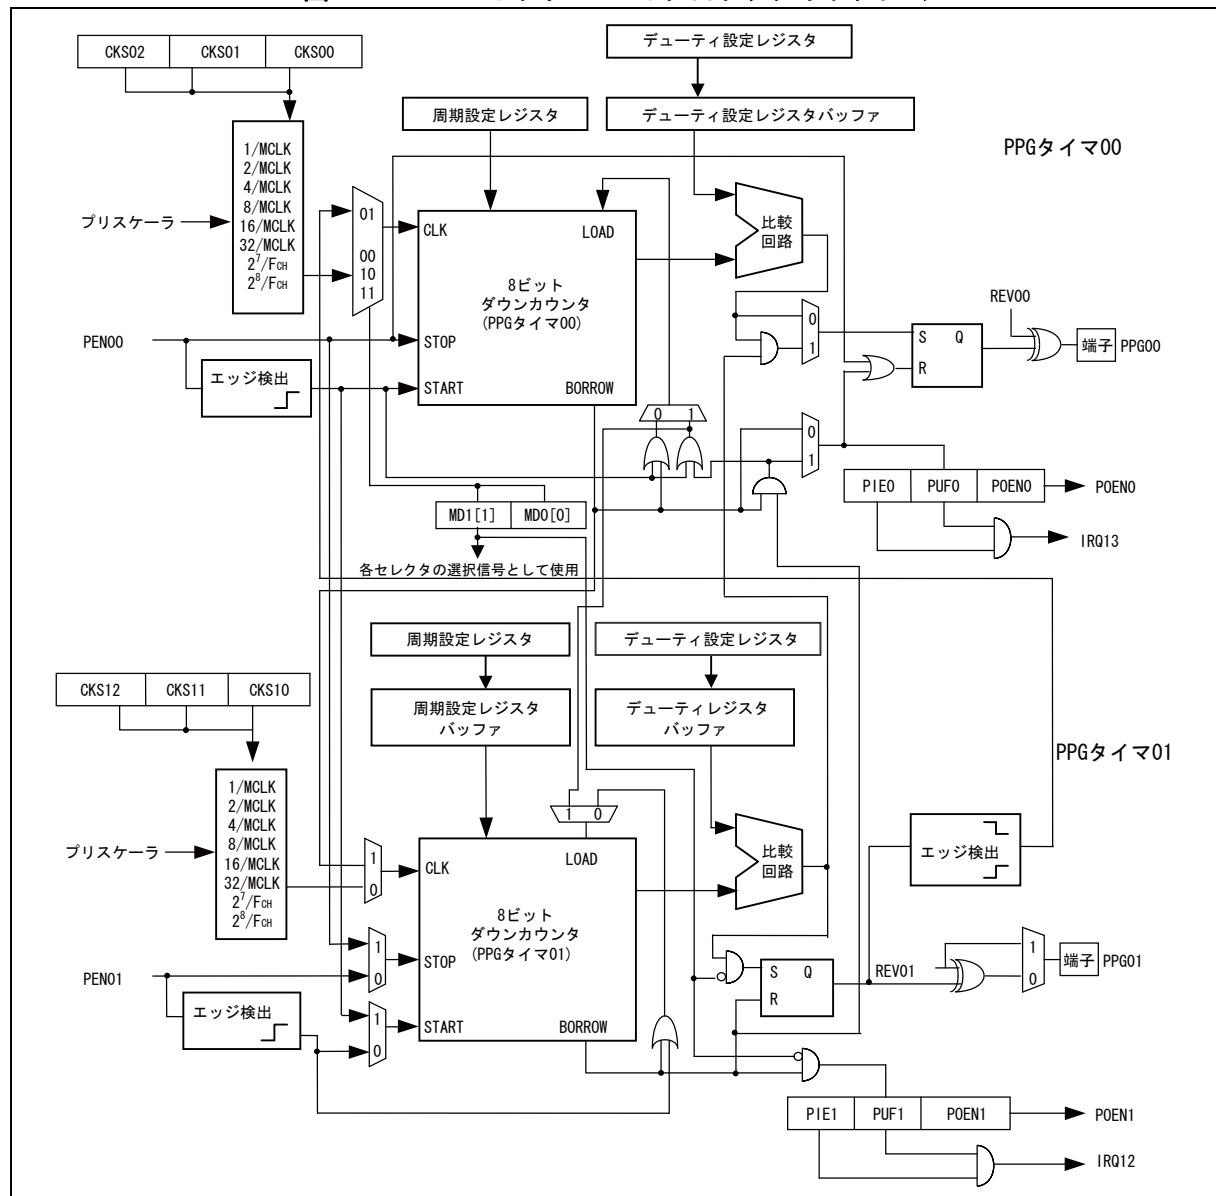 CKS02 CKS01 CKS00
デューティ設定レジスタ
周期設定レジスタ
デューティ設定レジスタバッファ
PPGタイマ00
1/MCLK
2/MCLK
4/MCLK
8/MCLK
16/MCLK
32/MCLK
2⁷/FCH
2⁸/FCH
プリスケーラ
01
00
10
11
CLK
LOAD
8ビット
ダウンカウンタ
(PPGタイマ00)
STOP
START
BORROW
比較
回路
PEN00
エッジ検出
0
1
S Q
R
REV00
端子 PPG00
0 1
0
1
PIE0 PUF0 POEN0
POEN0
IRQ13
MD1[1] MD0[0]
各セレクタの選択信号として使用
周期設定レジスタ
デューティ設定レジスタ
CKS12 CKS11 CKS10
周期設定レジスタ
バッファ
デューティレジスタ
バッファ
PPGタイマ01
1/MCLK
2/MCLK
4/MCLK
8/MCLK
16/MCLK
32/MCLK
2⁷/FCH
2⁸/FCH
プリスケーラ
1 0
1
0
CLK
LOAD
8ビット
ダウンカウンタ
(PPGタイマ01)
STOP
START
BORROW
比較
回路
エッジ検出
PEN01
エッジ検出
1
0
1
0
S Q
R
REV01
1
0
端子 PPG01
PIE1 PUF1 POEN1
POEN1
IRQ12